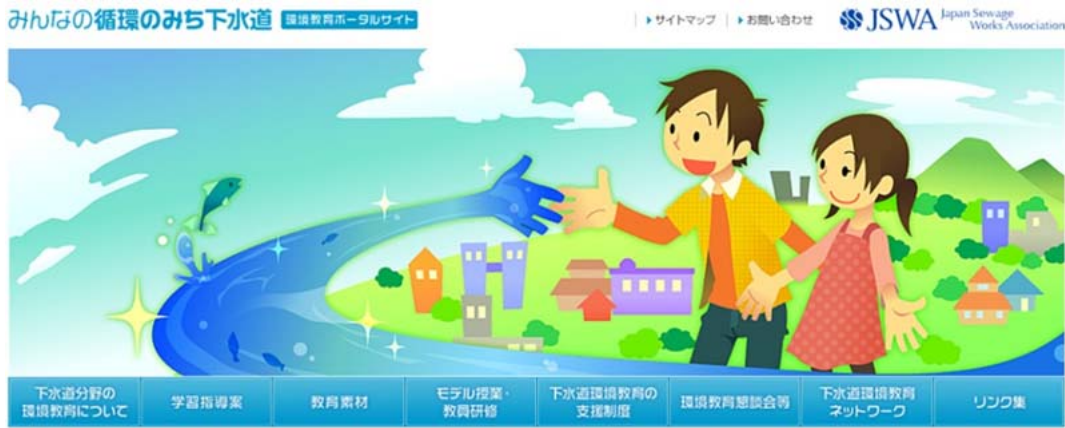 みんなの循環のみち下水道 環境教育ポータルサイト
サイトマップ お問い合わせ
JSWA Japan Sewage
Works Association
下水道分野の
環境教育について
学習指導案
教育素材
モデル授業・
教員研修
下水道環境教育の
支援制度
環境教育懇談会等
下水道環境教育
ネットワーク
リンク集